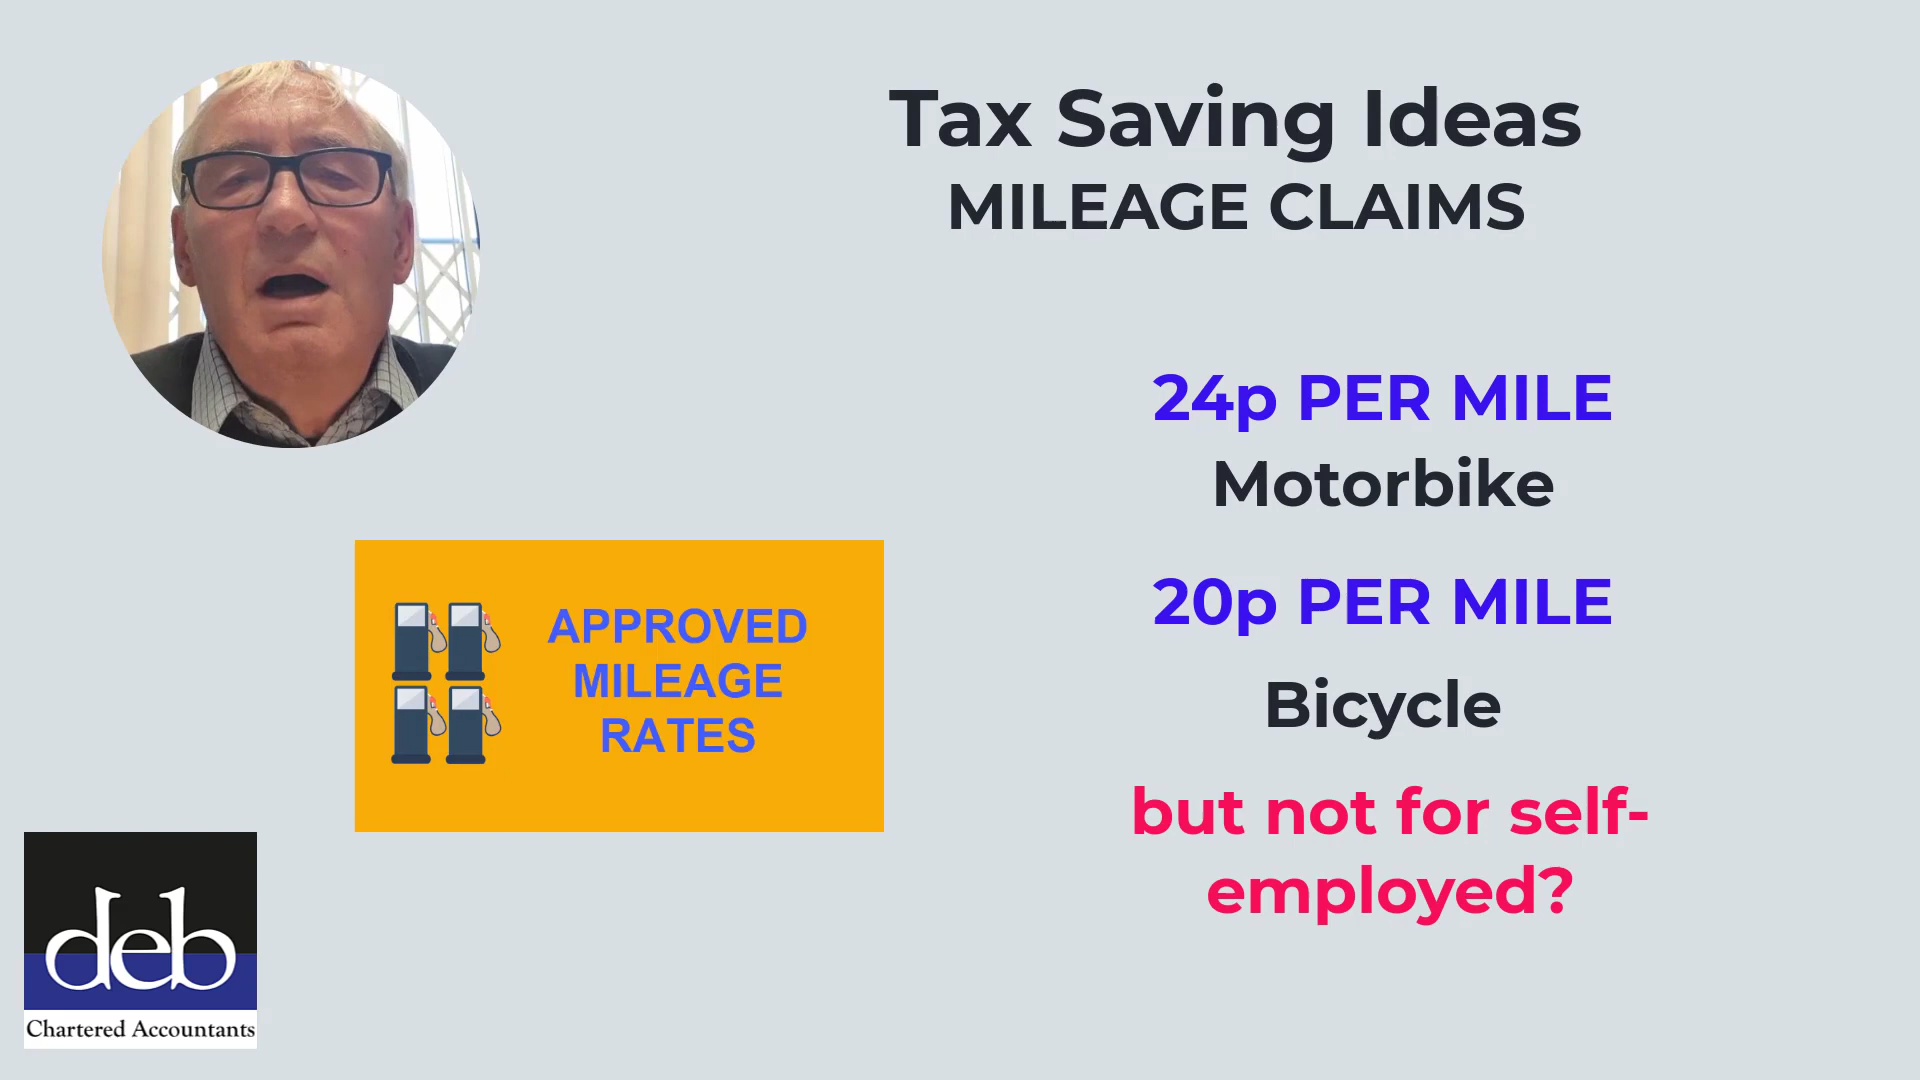 Tax Saving Ideas
MILEAGE CLAIMS
24p PER MILE
Motorbike
20p PER MILE
Bicycle
but not for self-
employed?
APPROVED
MILEAGE
RATES
deb
Chartered Accountants